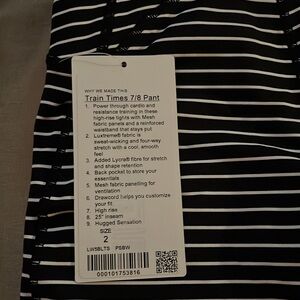 WHY WE MADE THIS
Train Times 7/8 Pant
1. Power through cardio and
resistance training in these
high-rise tights with Mesh
fabric panels and a reinforced
waistband that stays put
2. Luxtreme® fabric is
sweat-wicking and four-way
stretch with a cool, smooth
feel
3. Added Lycra® fibre for stretch
and shape retention
4. Back pocket to store your
essentials
5. Mesh fabric panelling for
ventilation
6. Drawcord helps you customize
your fit
7. High rise
8. 25" Inseam
9. Hugged Sensation
SIZE
2
LW5BLTS PSBW
000101753816